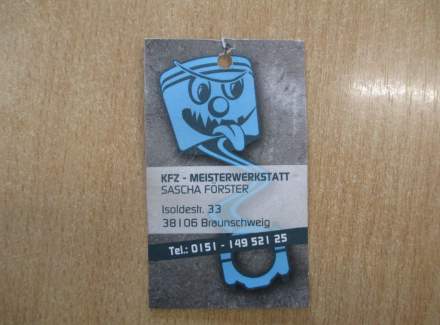 KFZ - MEISTERWERKSTATT
SASCHA FÖRSTER
Isoldestr. 33
38106 Braunschweig
Tel.: 0151 - 149 521 25